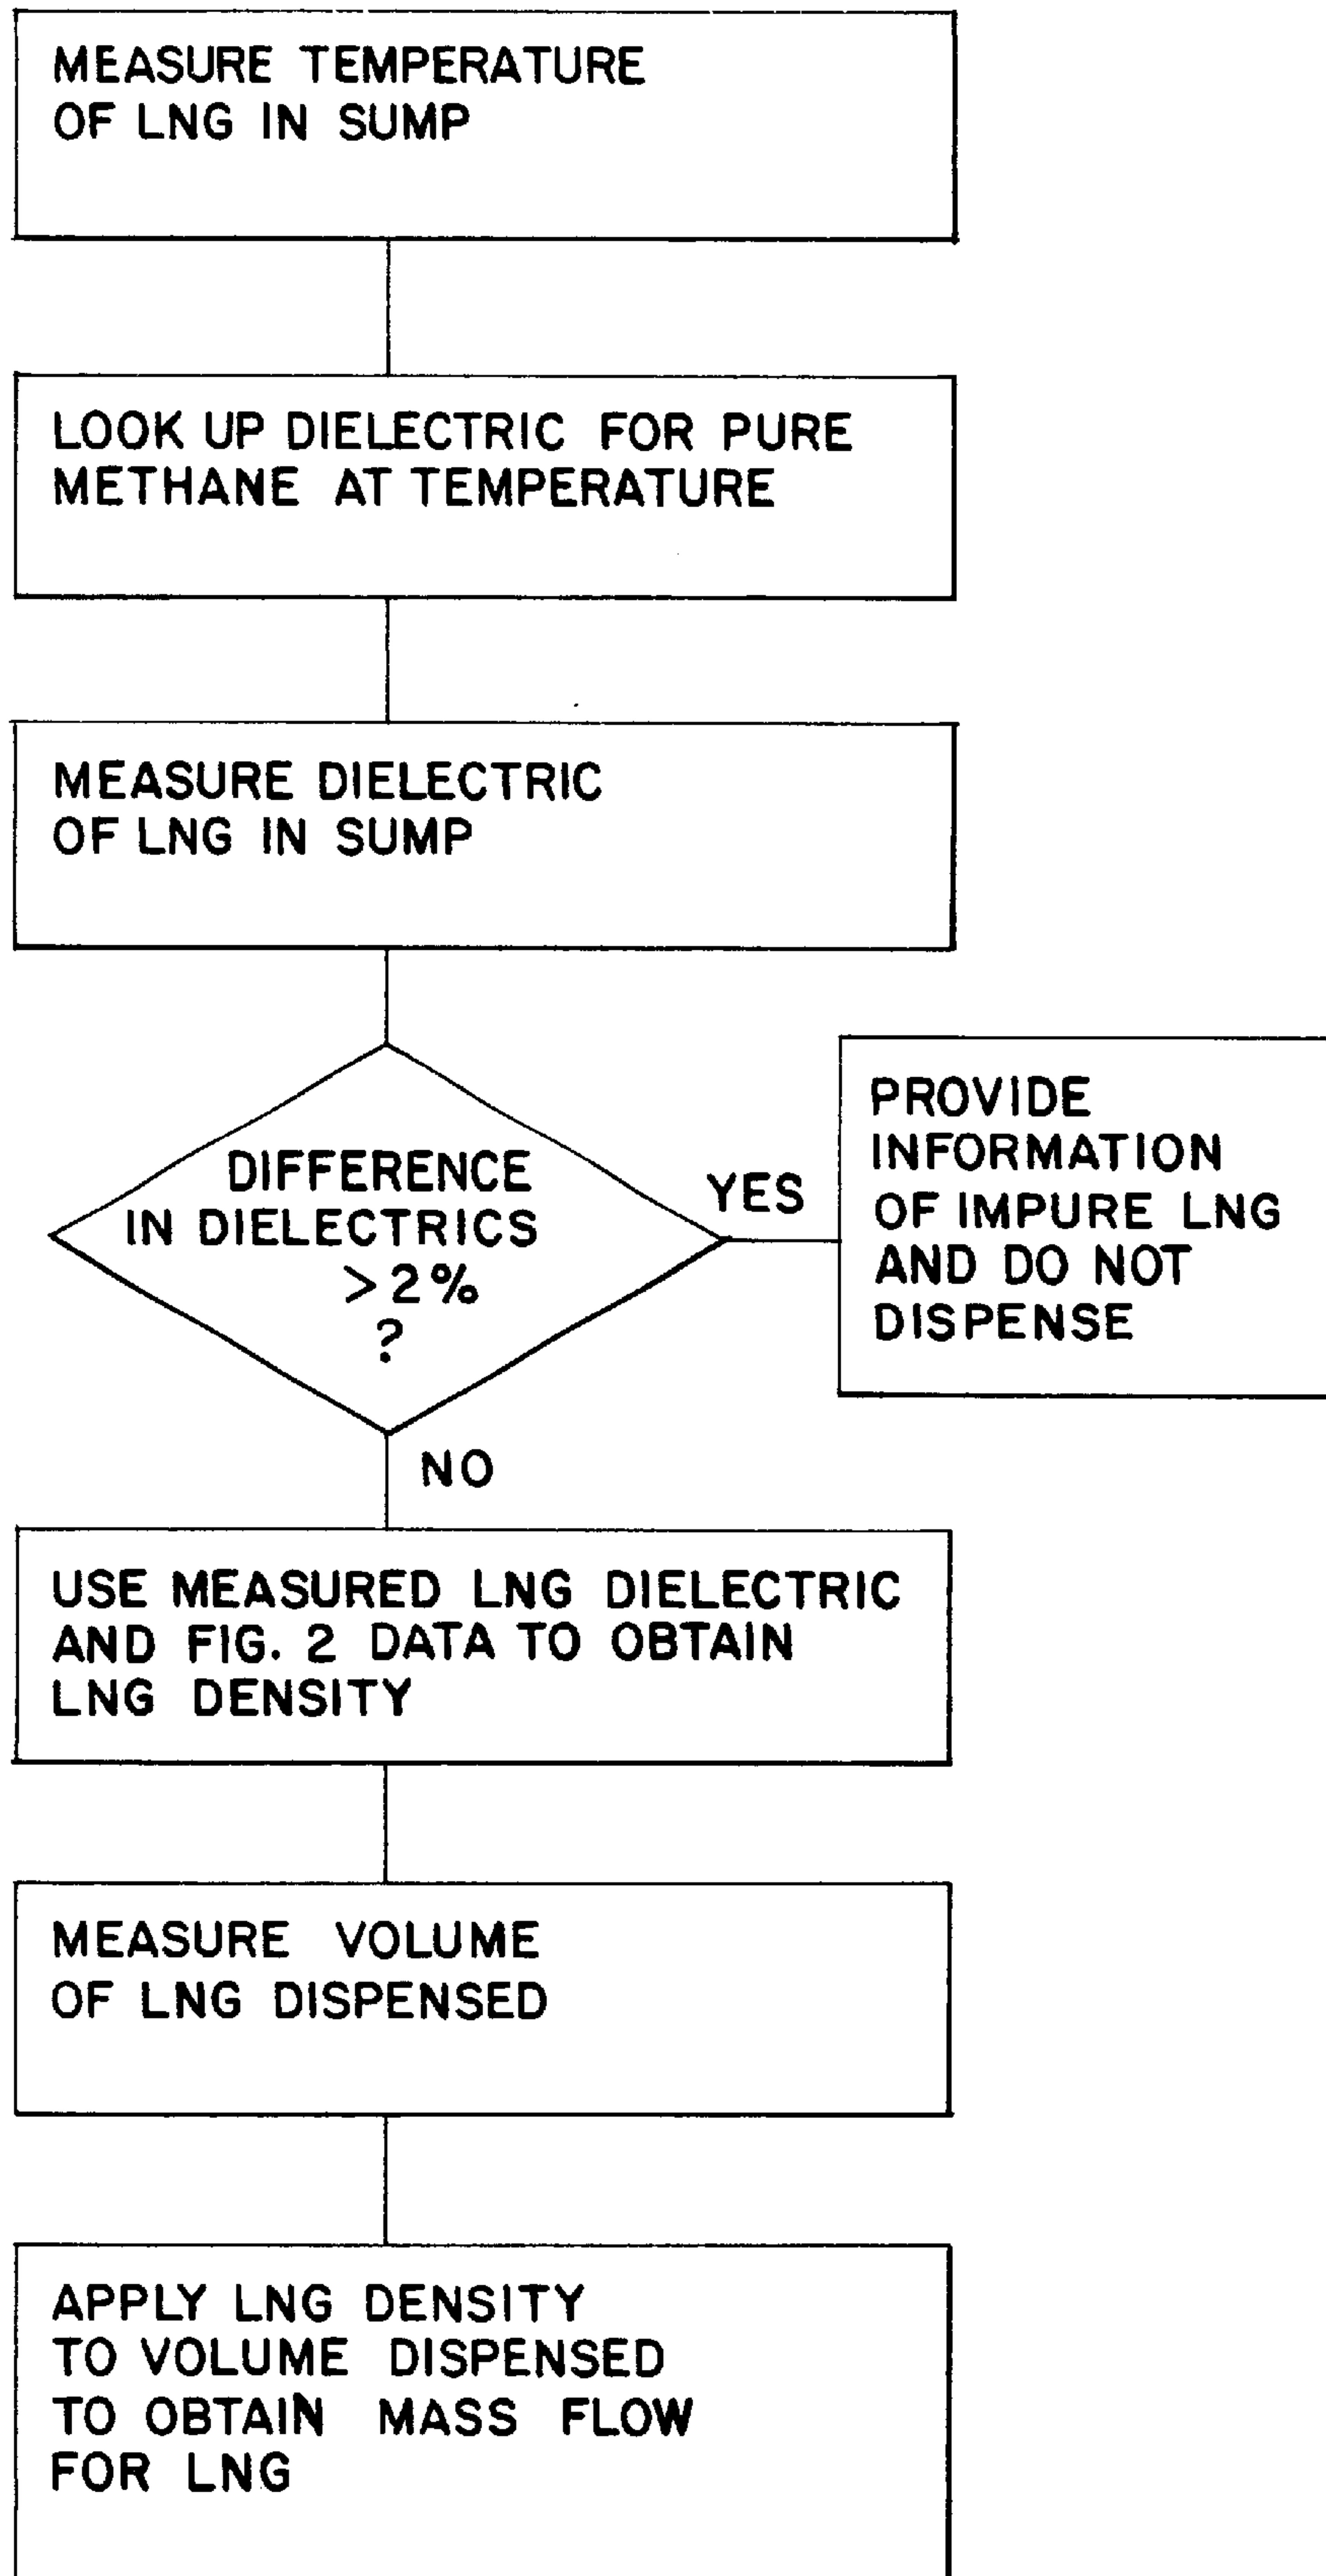 MEASURE TEMPERATURE
OF LNG IN SUMP
LOOK UP DIELECTRIC FOR PURE
METHANE AT TEMPERATURE
MEASURE DIELECTRIC
OF LNG IN SUMP
DIFFERENCE
IN DIELECTRICS
>2%
?
YES
PROVIDE
INFORMATION
OF IMPURE LNG
AND DO NOT
DISPENSE
NO
USE MEASURED LNG DIELECTRIC
AND FIG. 2 DATA TO OBTAIN
LNG DENSITY
MEASURE VOLUME
OF LNG DISPENSED
APPLY LNG DENSITY
TO VOLUME DISPENSED
TO OBTAIN MASS FLOW
FOR LNG